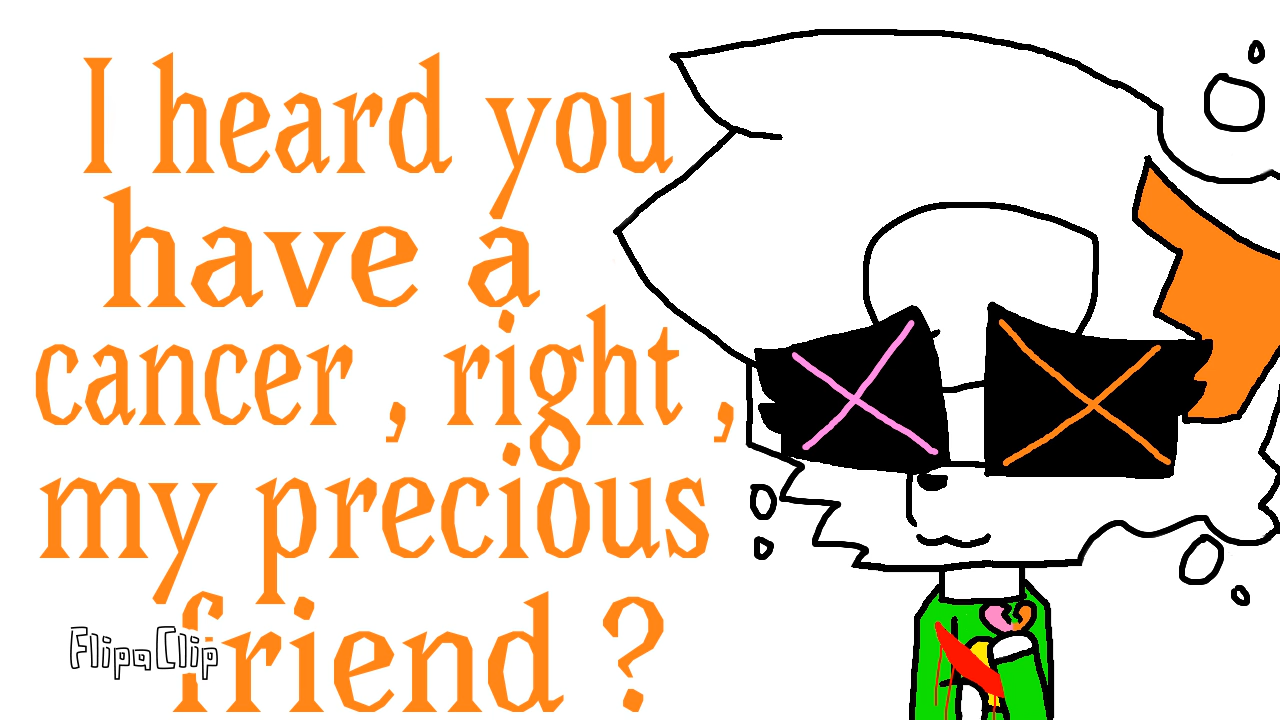 I heard you
have a
cancer , right ,
my precious
friend ?
FlipaClip